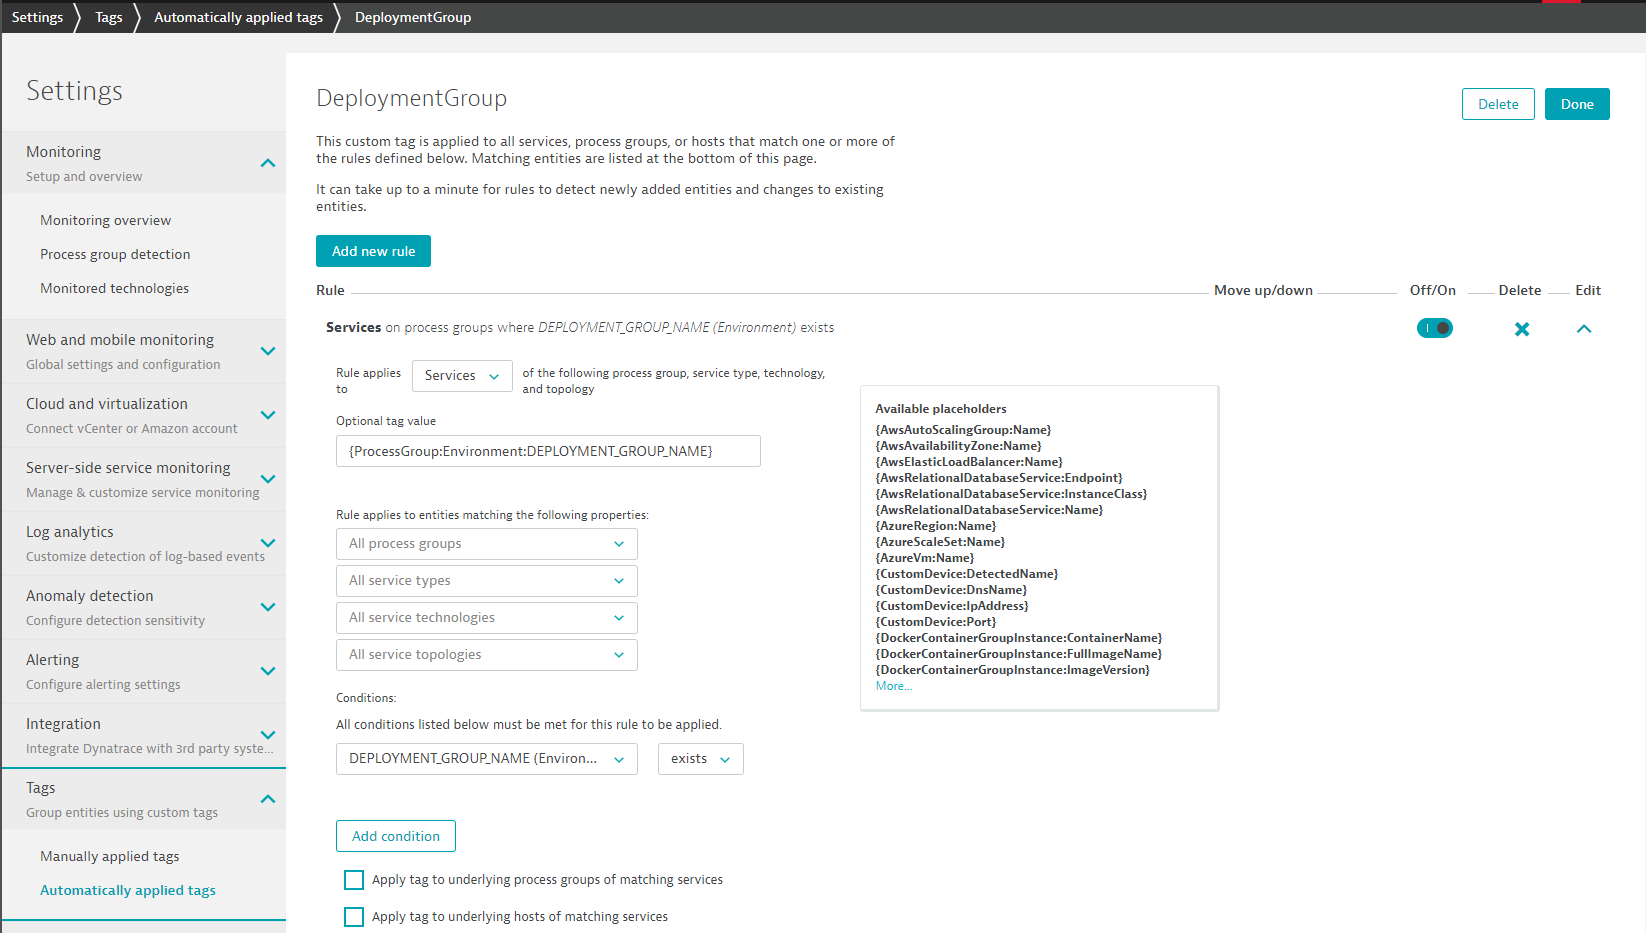 Settings
Tags
Automatically applied tags
DeploymentGroup
Settings
Monitoring
Setup and overview
Monitoring overview
Process group detection
Monitored technologies
Web and mobile monitoring
Global settings and configuration
Cloud and virtualization
Connect vCenter or Amazon account
Server-side service monitoring
Manage & customize service monitoring
Log analytics
Customize detection of log-based events
Anomaly detection
Configure detection sensitivity
Alerting
Configure alerting settings
Integration
Integrate Dynatrace with 3rd party syste...
Tags
Group entities using custom tags
Manually applied tags
Automatically applied tags
DeploymentGroup
Delete
Done
This custom tag is applied to all services, process groups, or hosts that match one or more of
the rules defined below. Matching entities are listed at the bottom of this page.
It can take up to a minute for rules to detect newly added entities and changes to existing
entities.
Add new rule
Rule
Move up/down
Off/On
Delete
Edit
Services on process groups where DEPLOYMENT_GROUP_NAME (Environment) exists
Rule applies
to
Services
of the following process group, service type, technology,
and topology
Optional tag value
{ProcessGroup:Environment:DEPLOYMENT_GROUP_NAME}
Rule applies to entities matching the following properties:
All process groups
All service types
All service technologies
All service topologies
Conditions:
All conditions listed below must be met for this rule to be applied.
DEPLOYMENT_GROUP_NAME (Environ...
exists
Add condition
Apply tag to underlying process groups of matching services
Apply tag to underlying hosts of matching services
Available placeholders
{AwsAutoScalingGroup:Name}
{AwsAvailabilityZone:Name}
{AwsElasticLoadBalancer:Name}
{AwsRelationalDatabaseService:Endpoint}
{AwsRelationalDatabaseService:InstanceClass}
{AwsRelationalDatabaseService:Name}
{AzureRegion:Name}
{AzureScaleSet:Name}
{AzureVm:Name}
{CustomDevice:DetectedName}
{CustomDevice:DnsName}
{CustomDevice:IpAddress}
{CustomDevice:Port}
{DockerContainerGroupInstance:ContainerName}
{DockerContainerGroupInstance:FullImageName}
{DockerContainerGroupInstance:ImageVersion}
More...